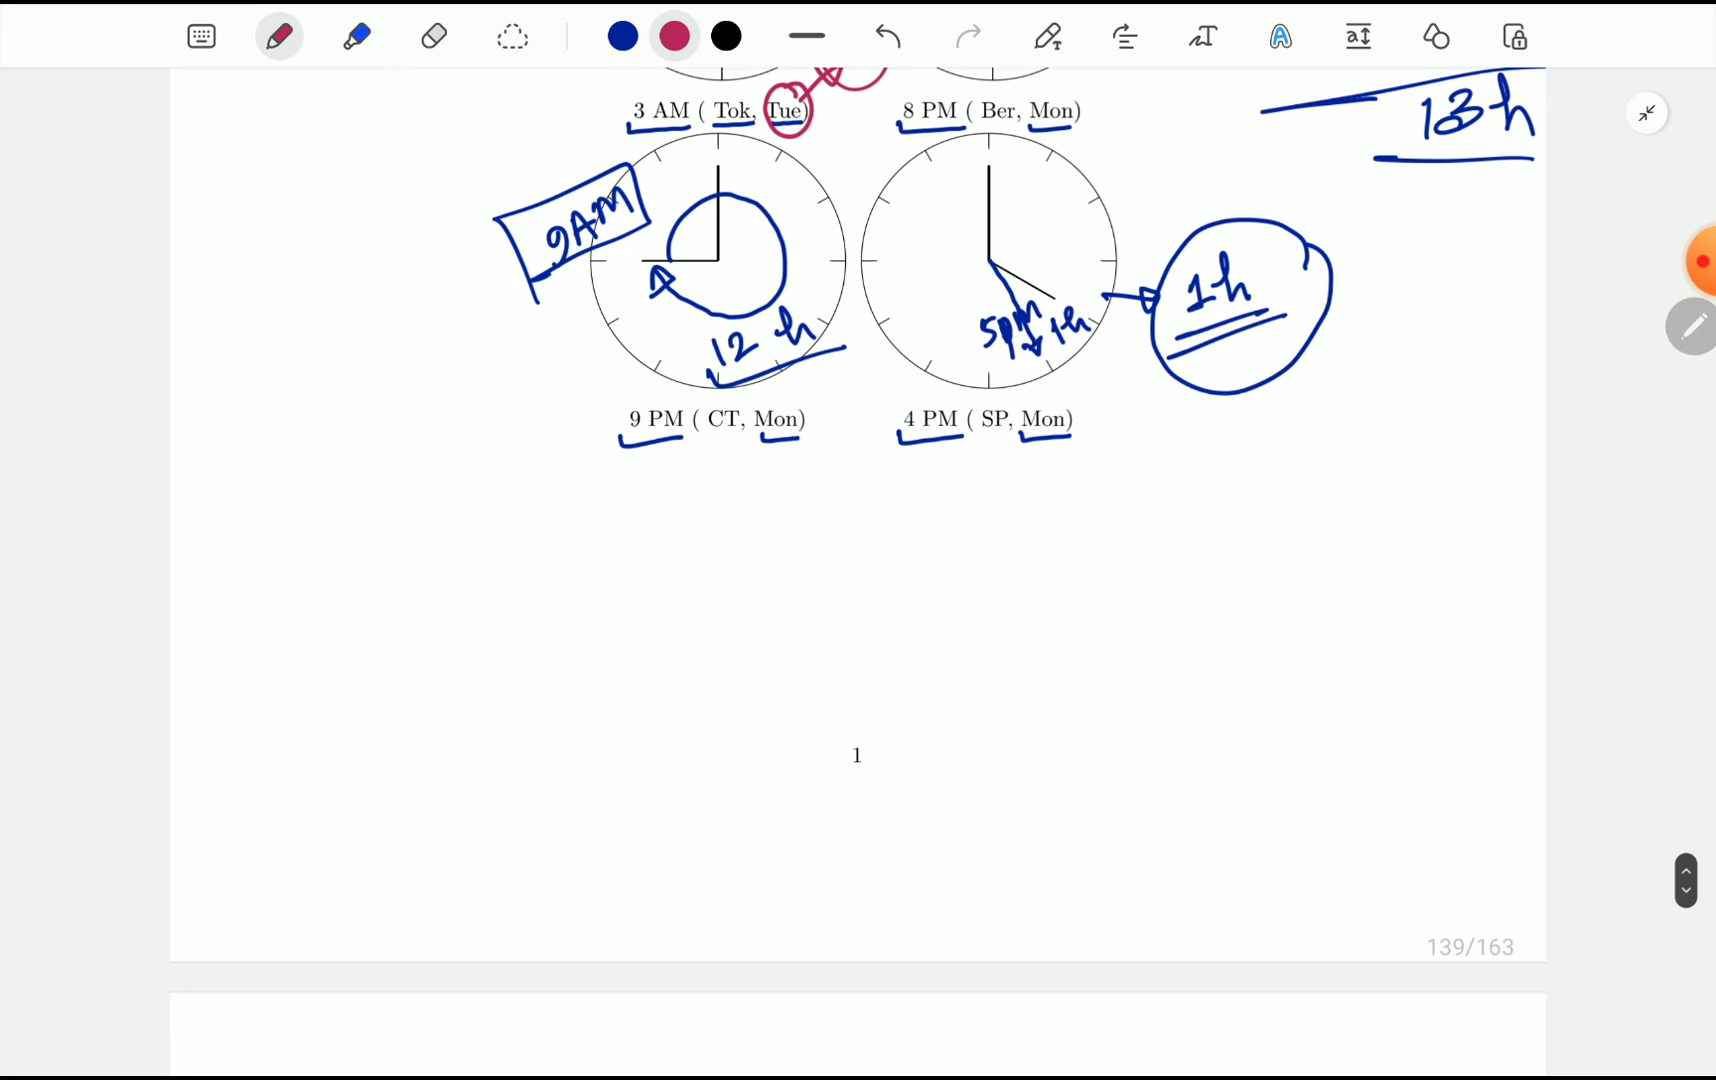 3 AM ( Tok, Tue)
8 PM ( Ber, Mon)
13 h
9AM
12 h
5pm
1h
1h
9 PM ( CT, Mon)
4 PM ( SP, Mon)
1
139/163